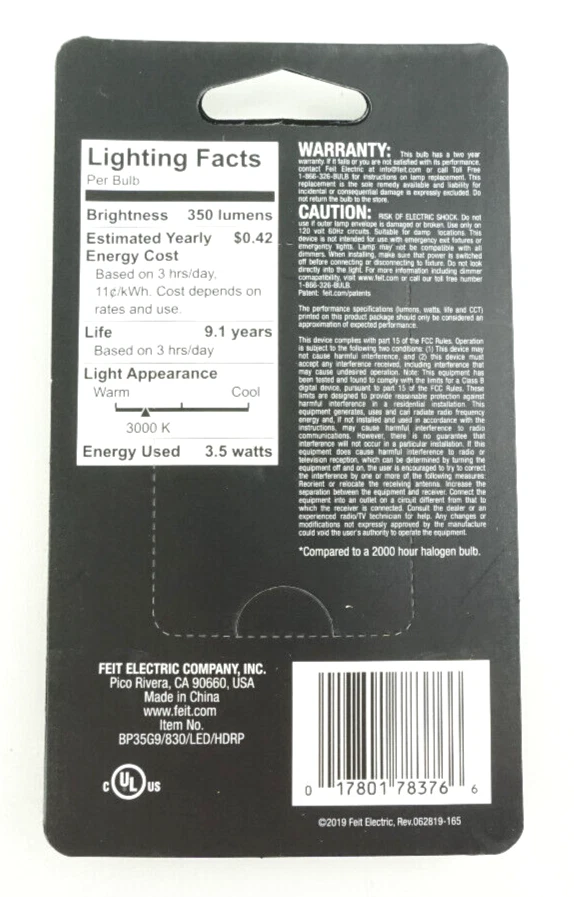 Lighting Facts
Per Bulb
Brightness 350 lumens
Estimated Yearly $0.42
Energy Cost
Based on 3 hrs/day,
11¢/kWh. Cost depends on
rates and use.
Life 9.1 years
Based on 3 hrs/day
Light Appearance
Warm Cool
3000 K
Energy Used 3.5 watts
WARRANTY: This bulb has a two year
warranty. If it fails or you are not satisfied with its performance,
contact Feit Electric at info@feit.com or call Toll Free
1-866-326-BULB for instructions on lamp replacement. This
replacement is the sole remedy available and liability for
incidental or consequential damage is expressly excluded. Do
not return the bulb to the store.
CAUTION: RISK OF ELECTRIC SHOCK. Do not
use if outer lamp envelope is damaged or broken. Use only on
120 volt 60Hz circuits. Suitable for damp locations. This
device is not intended for use with emergency exit fixtures or
emergency lights. Lamp may not be compatible with all
dimmers. When installing, make sure that power is switched
off before connecting or disconnecting to fixture. Do not look
directly into the light. For more information including dimmer
comapatibility, visit www.feit.com or call our toll free number
1-866-326-BULB.
Patent: feit.com/patents
The performance specifications (lumens, watts, life and CCT)
printed on this product package should only be considered an
approximation of expected performance.
This device complies with part 15 of the FCC Rules. Operation
is subject to the following two conditions: (1) This device may
not cause harmful interference, and (2) this device must
accept any interference received, including interference that
may cause undesired operation. Note: This equipment has
been tested and found to comply with the limits for a Class B
digital device, pursuant to part 15 of the FCC Rules. These
limits are designed to provide reasonable protection against
harmful interference in a residential installation. This
equipment generates, uses and can radiate radio frequency
energy and, if not installed and used in accordance with the
instructions, may cause harmful interference to radio
communications. However, there is no guarantee that
interference will not occur in a particular installation. If this
equipment does cause harmful interference to radio or
television reception, which can be determined by turning the
equipment off and on, the user is encouraged to try to correct
the interference by one or more of the following measures:
Reorient or relocate the receiving antenna. Increase the
separation between the equipment and receiver. Connect the
equipment into an outlet on a circuit different from that to
which the receiver is connected. Consult the dealer or an
experienced radio/TV technician for help. Any changes or
modifications not expressly approved by the manufacture
could void the user's authority to operate the equipment.
*Compared to a 2000 hour halogen bulb.
FEIT ELECTRIC COMPANY, INC.
Pico Rivera, CA 90660, USA
Made in China
www.feit.com
Item No.
BP35G9/830/LED/HDRP
C UL US
0 17801 78376 6
©2019 Feit Electric, Rev.062819-165